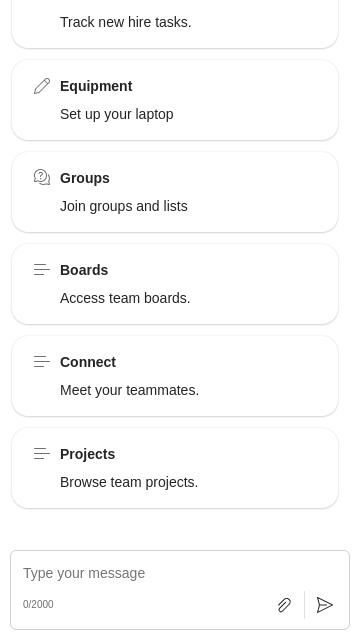 Track new hire tasks.
Equipment
Set up your laptop
Groups
Join groups and lists
Boards
Access team boards.
Connect
Meet your teammates.
Projects
Browse team projects.
Type your message
0/2000